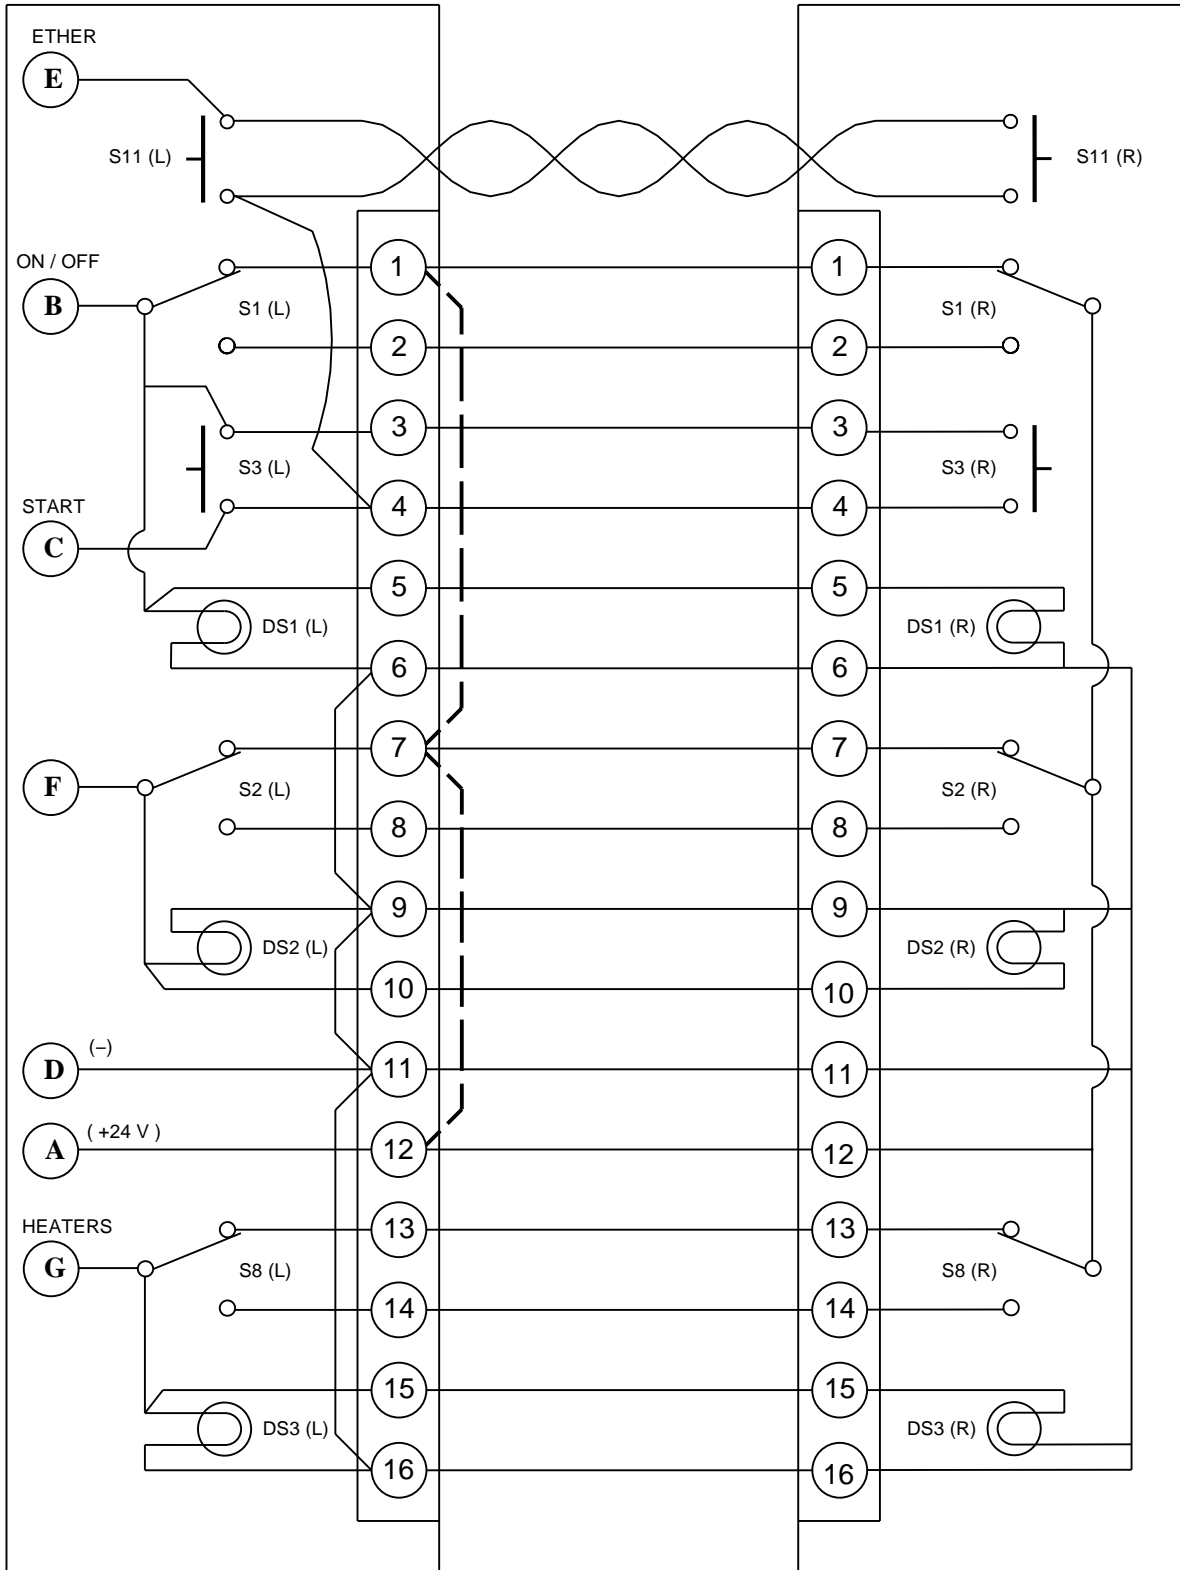 ETHER
E
S11 (L)
S11 (R)
ON / OFF
B
1
1
S1 (L)
S1 (R)
2
2
3
3
S3 (L)
S3 (R)
START
4
4
C
5
5
DS1 (L)
DS1 (R)
6
6
7
7
F
S2 (L)
S2 (R)
8
8
9
9
DS2 (L)
DS2 (R)
10
10
(–)
D
11
11
( +24 V )
A
12
12
HEATERS
13
13
G
S8 (L)
S8 (R)
14
14
15
15
DS3 (L)
DS3 (R)
16
16